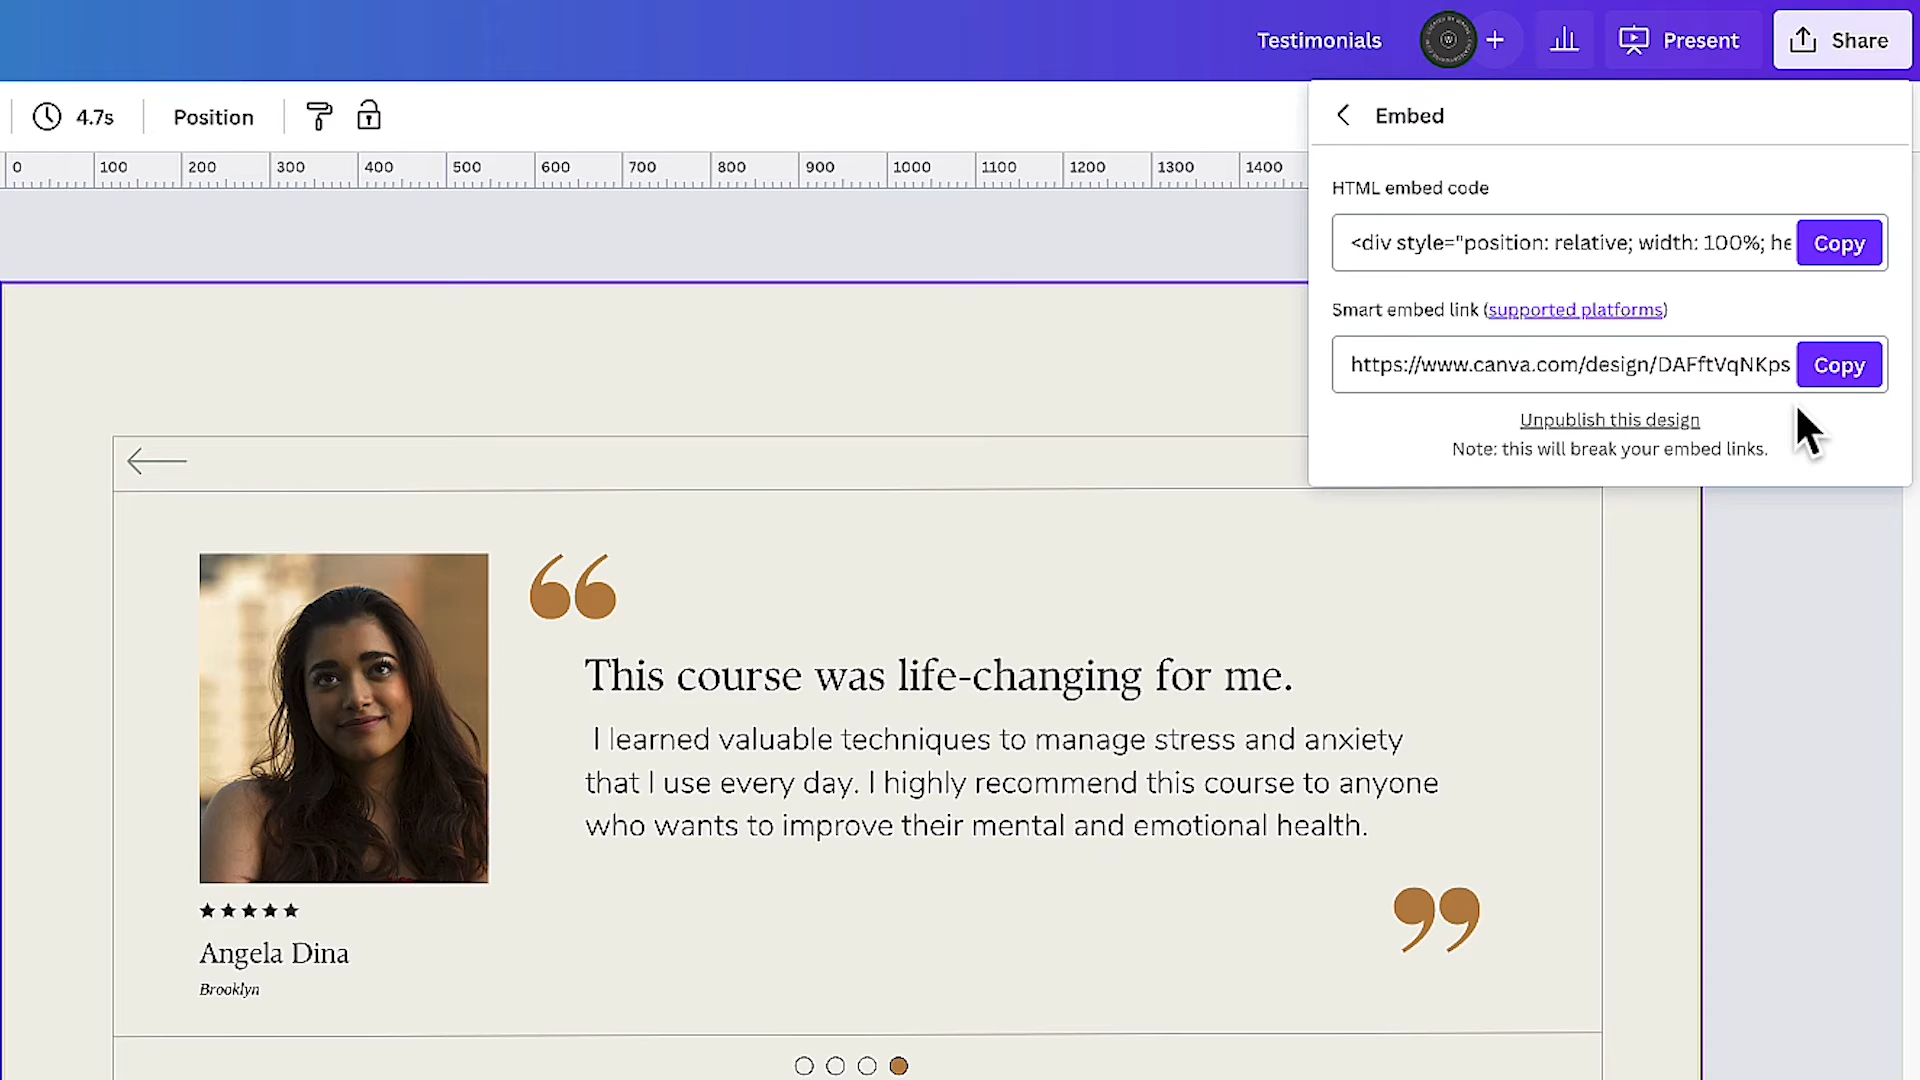 Testimonials
Present
Share
4.7s
Position
Embed
0 100 200 300 400 500 600 700 800 900 1000 1100 1200 1300 1400
HTML embed code
<div style="position: relative; width: 100%; he
Copy
Smart embed link (supported platforms)
https://www.canva.com/design/DAFftVqNKps
Copy
Unpublish this design
Note: this will break your embed links.
“
This course was life-changing for me.
I learned valuable techniques to manage stress and anxiety
that I use every day. I highly recommend this course to anyone
who wants to improve their mental and emotional health.
”
Angela Dina
Brooklyn